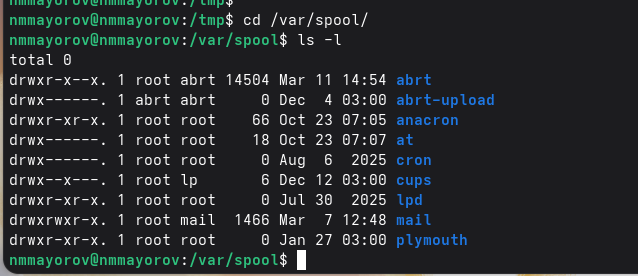 nmmayorov@nmmayorov:/tmp$
nmmayorov@nmmayorov:/tmp$ cd /var/spool/
nmmayorov@nmmayorov:/var/spool$ ls -l
total 0
drwxr-x--x. 1 root abrt 14504 Mar 11 14:54 abrt
drwx------. 1 abrt abrt     0 Dec  4 03:00 abrt-upload
drwxr-xr-x. 1 root root    66 Oct 23 07:05 anacron
drwx------. 1 root root    18 Oct 23 07:07 at
drwx------. 1 root root     0 Aug  6  2025 cron
drwx--x---. 1 root lp       6 Dec 12 03:00 cups
drwxr-xr-x. 1 root root     0 Jul 30  2025 lpd
drwxrwxr-x. 1 root mail  1466 Mar  7 12:48 mail
drwxr-xr-x. 1 root root     0 Jan 27 03:00 plymouth
nmmayorov@nmmayorov:/var/spool$